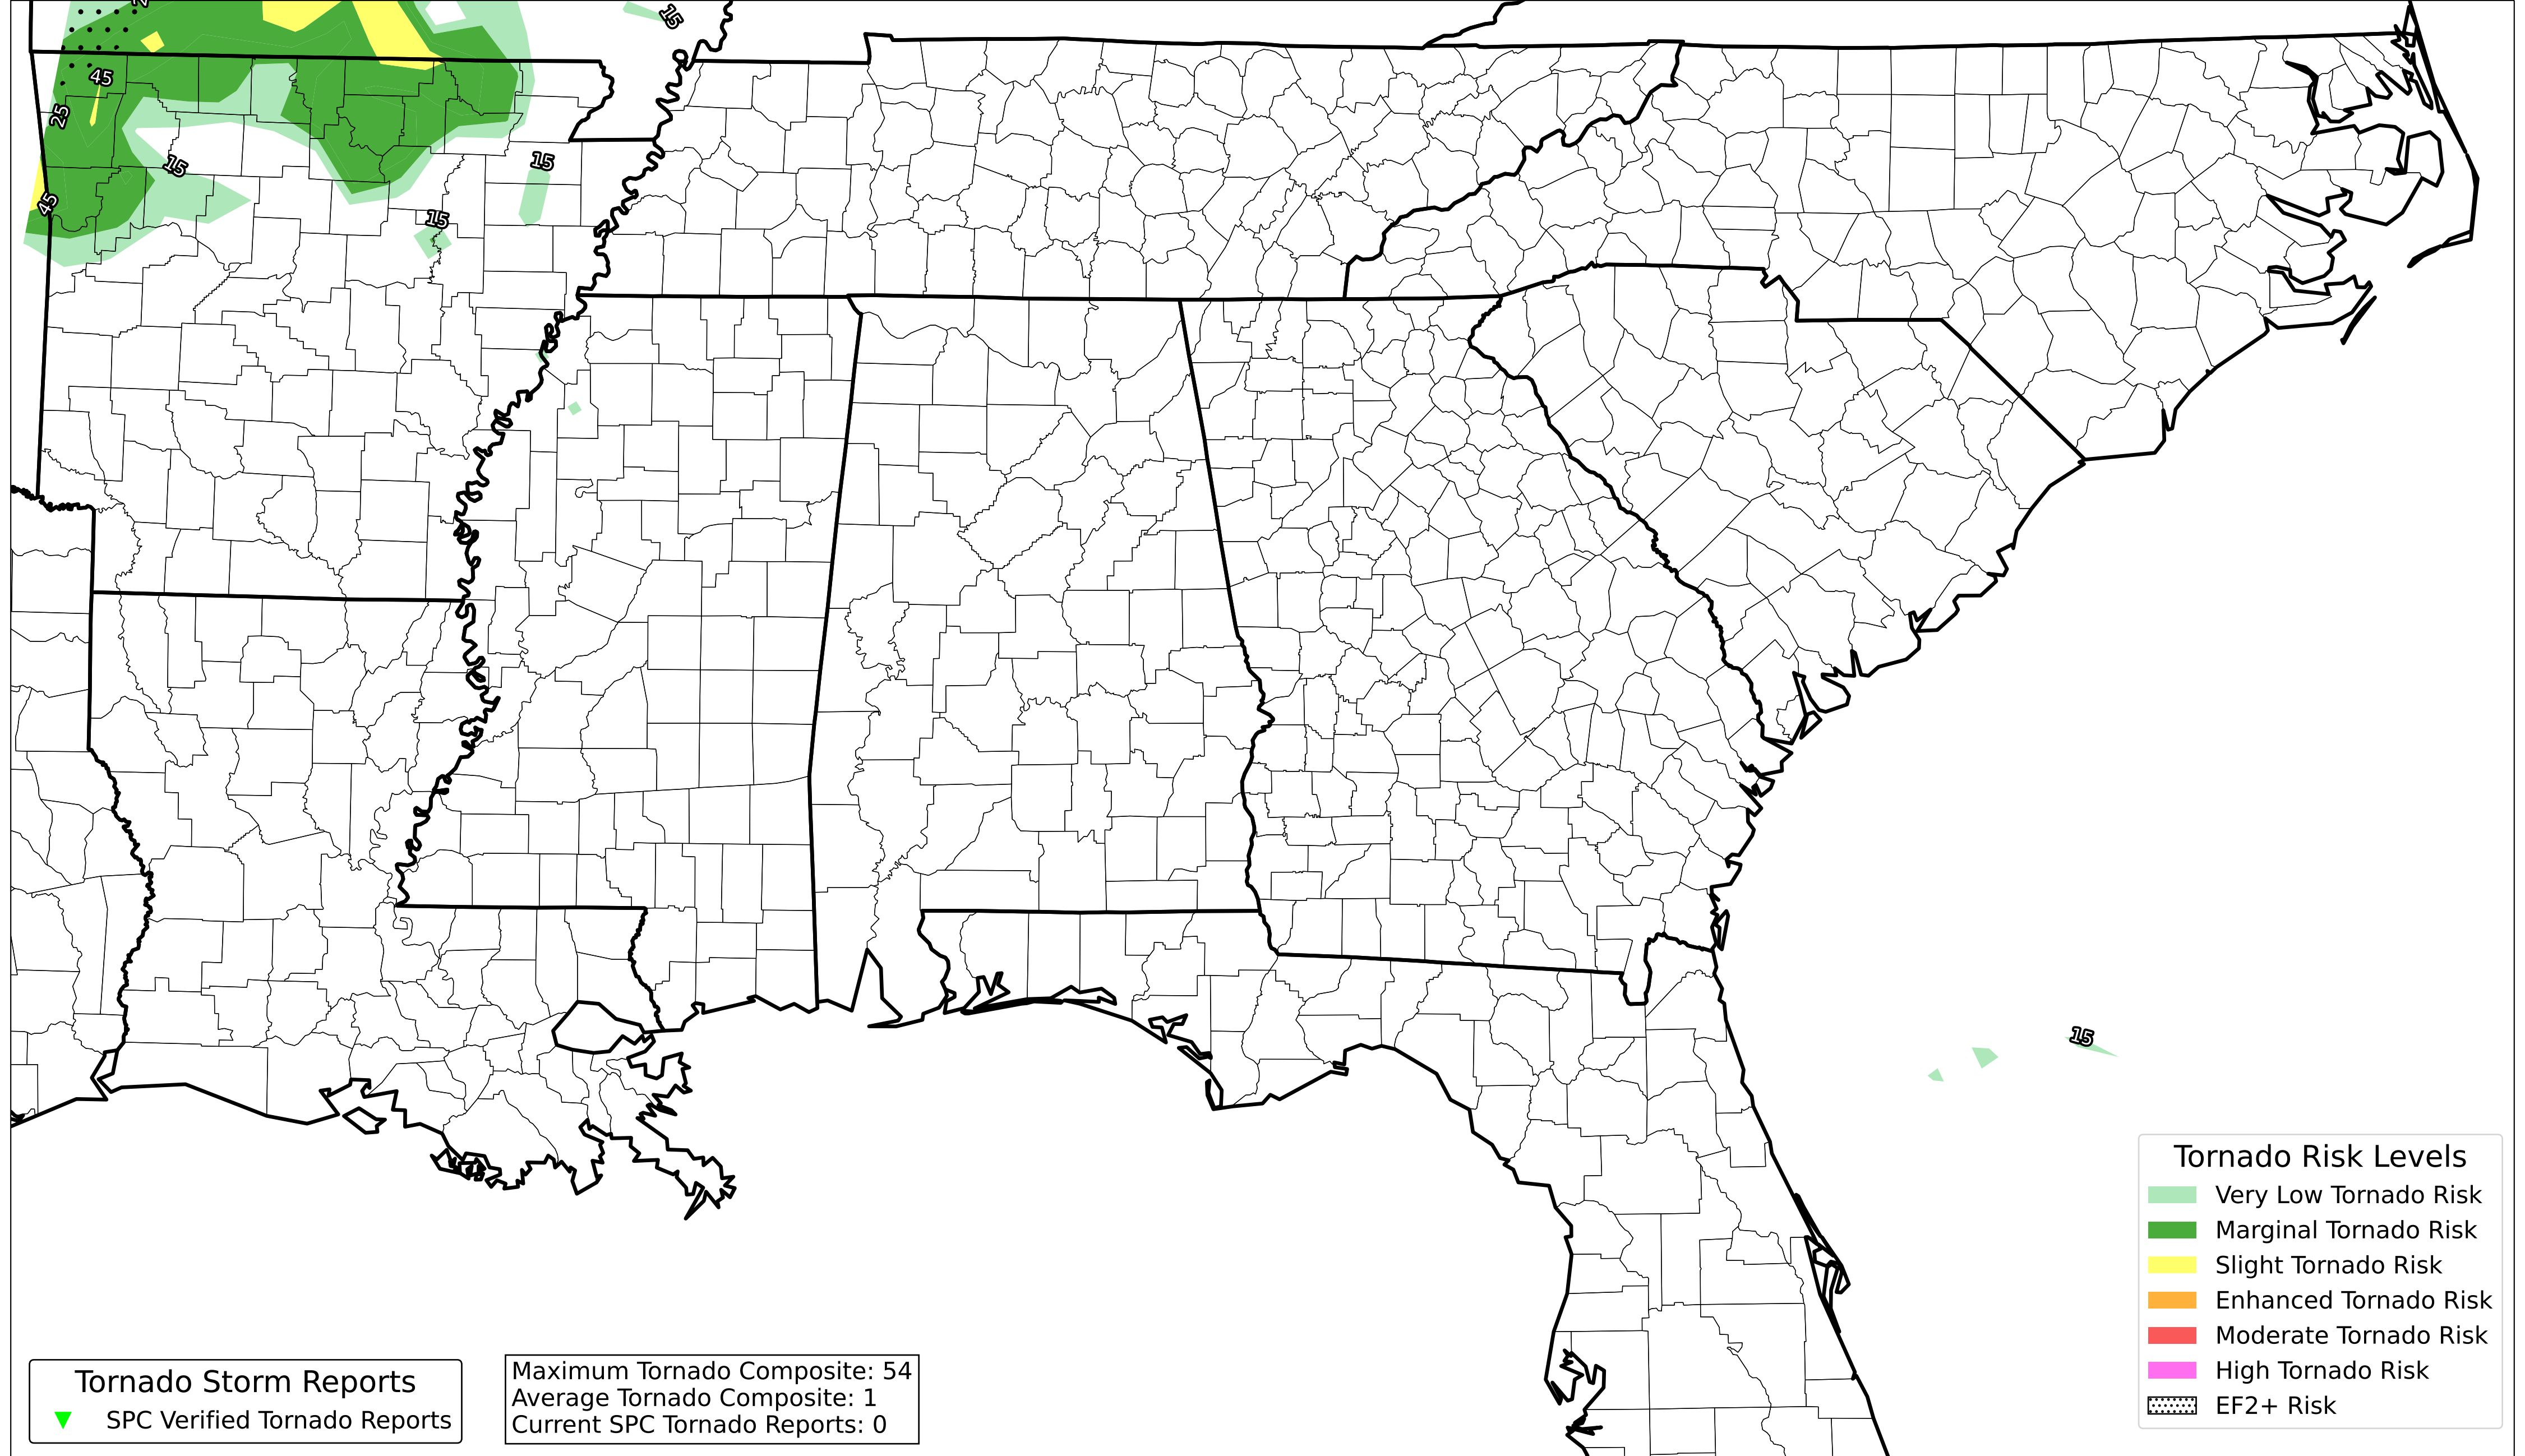 15
45
25
15
15
45
15
15
Tornado Risk Levels
Very Low Tornado Risk
Marginal Tornado Risk
Slight Tornado Risk
Enhanced Tornado Risk
Moderate Tornado Risk
High Tornado Risk
EF2+ Risk
Tornado Storm Reports
SPC Verified Tornado Reports
Maximum Tornado Composite: 54
Average Tornado Composite: 1
Current SPC Tornado Reports: 0